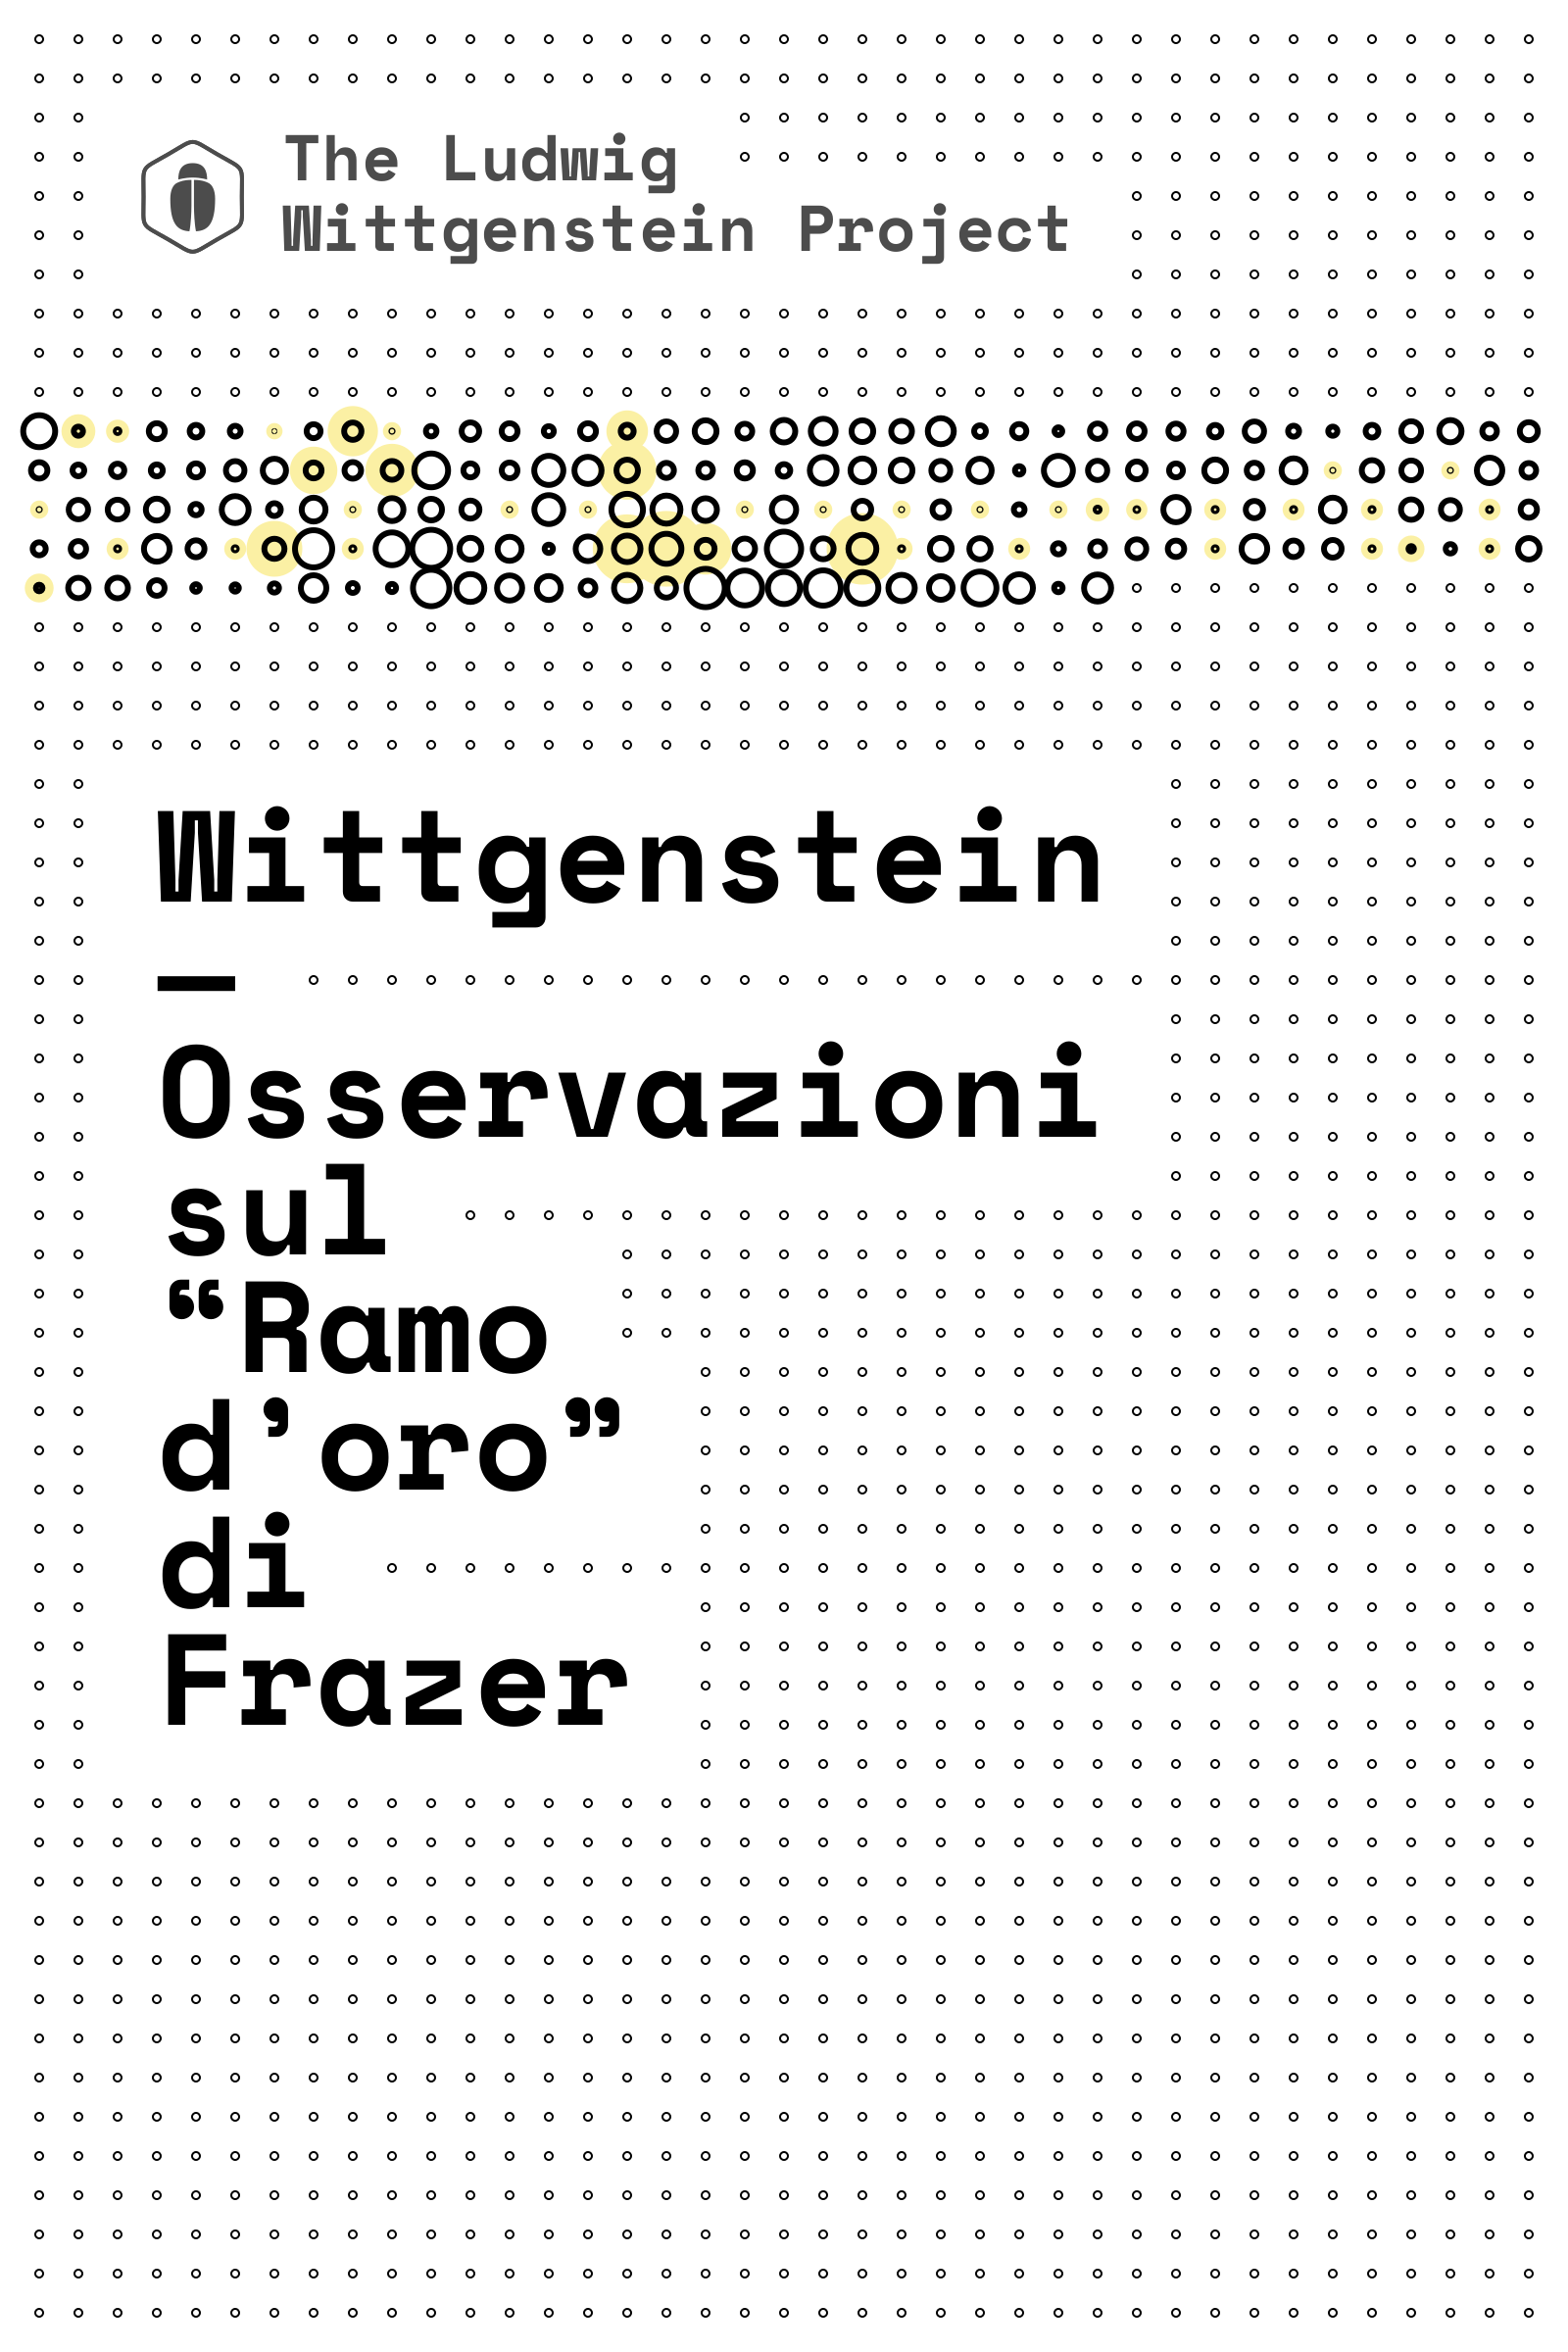 The Ludwig
Wittgenstein Project
Wittgenstein
—
Osservazioni
sul
“Ramo
d’oro”
di
Frazer